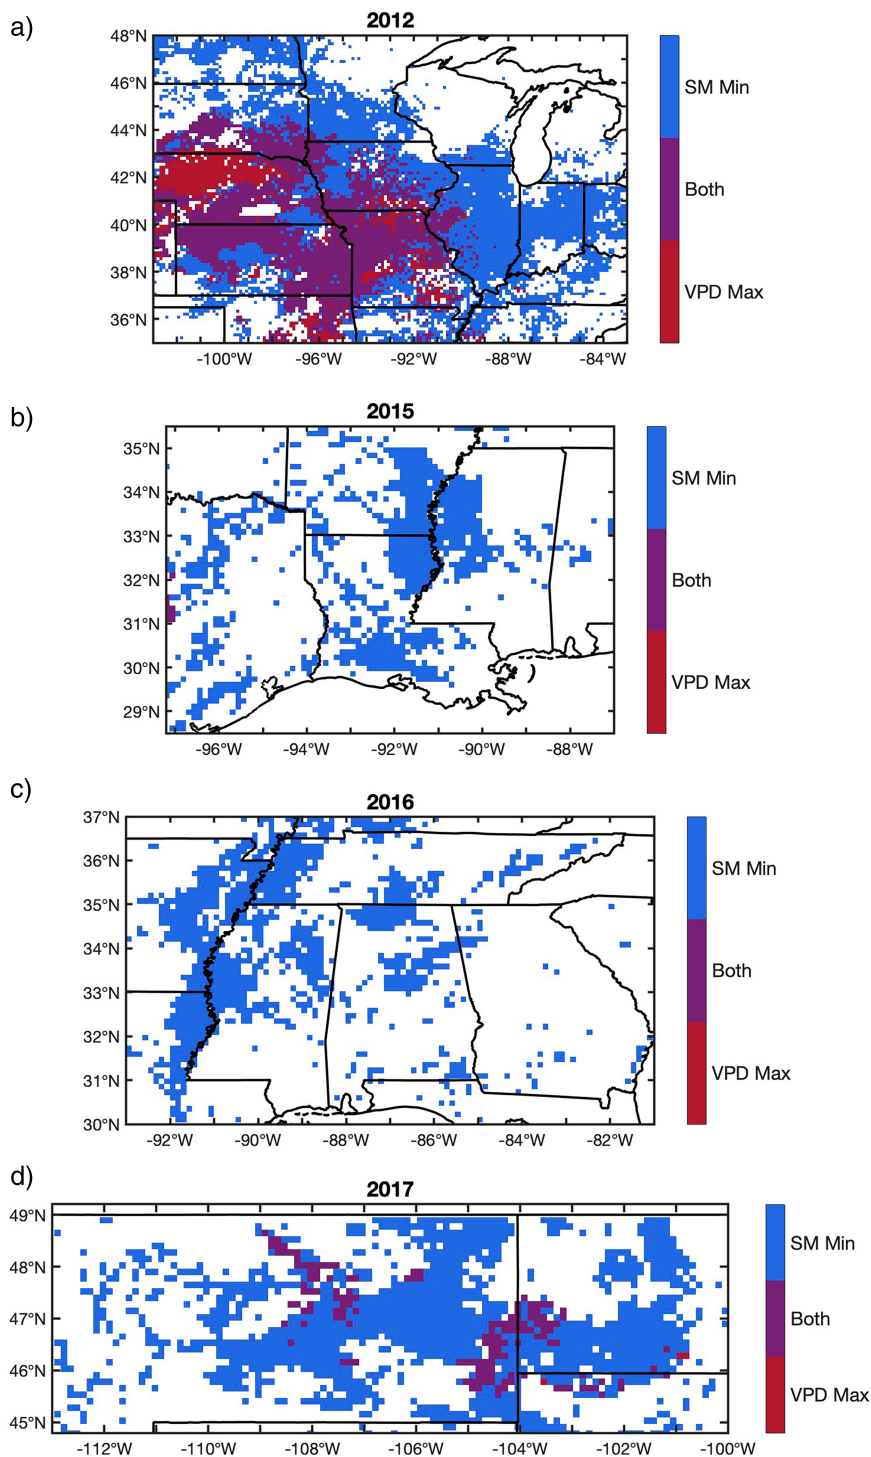 a)
2012
48°N
46°N
44°N
42°N
40°N
38°N
36°N
-100°W
-96°W
-92°W
-88°W
-84°W
SM Min
Both
VPD Max
b)
2015
35°N
34°N
33°N
32°N
31°N
30°N
29°N
-96°W
-94°W
-92°W
-90°W
-88°W
SM Min
Both
VPD Max
c)
2016
37°N
36°N
35°N
34°N
33°N
32°N
31°N
30°N
-92°W
-90°W
-88°W
-86°W
-84°W
-82°W
SM Min
Both
VPD Max
d)
2017
49°N
48°N
47°N
46°N
45°N
-112°W
-110°W
-108°W
-106°W
-104°W
-102°W
-100°W
SM Min
Both
VPD Max